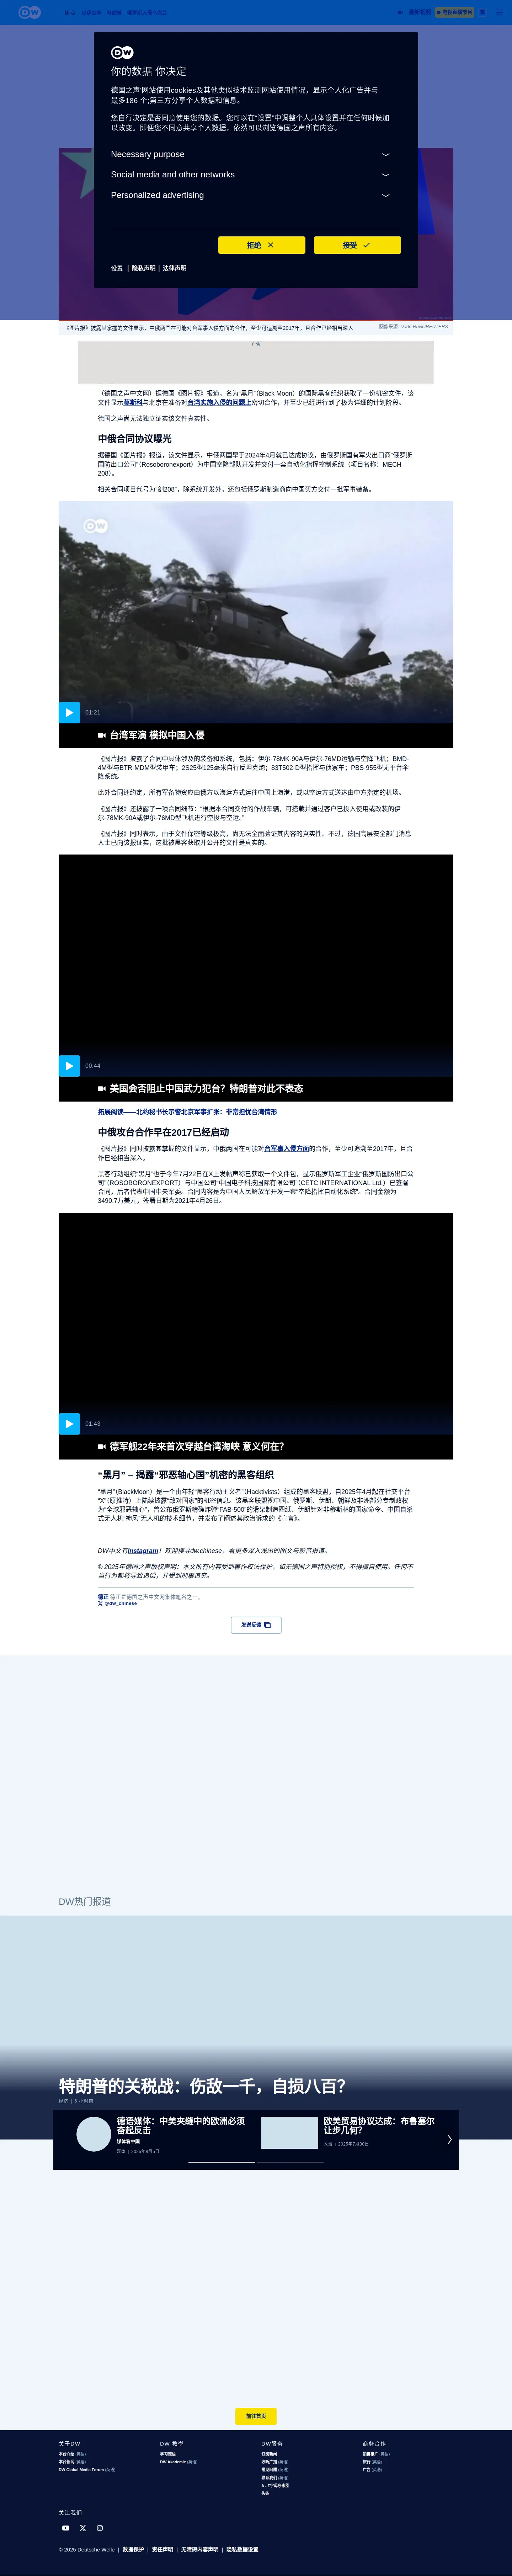 DW
你的数据 你决定
德国之声'网站使用cookies及其他类似技术监测网站使用情况，显示个人化广告并与
最多186 个;第三方分享个人数据和信息。
您自行决定是否同意使用您的数据。您可以在“设置”中调整个人具体设置并在任何时候加
以改变。即便您不同意共享个人数据，依然可以浏览德国之声所有内容。
Necessary purpose
Social media and other networks
Personalized advertising
拒绝
接受
设置 | 隐私声明 | 法律声明
《图片报》披露其掌握的文件显示，中俄两国在可能对台军事入侵方面的合作，至少可追溯至2017年，且合作已经相当深入
图像来源: Dado Ruvic/REUTERS
广告
（德国之声中文网）据德国《图片报》报道，名为“黑月”（Black Moon）的国际黑客组织获取了一份机密文件，该
文件显示莫斯科与北京在准备对台湾实施入侵的问题上密切合作，并至少已经进行到了极为详细的计划阶段。
德国之声尚无法独立证实该文件真实性。
中俄合同协议曝光
据德国《图片报》报道，该文件显示，中俄两国早于2024年4月就已达成协议，由俄罗斯国有军火出口商“俄罗斯
国防出口公司”（Rosoboronexport）为中国空降部队开发并交付一套自动化指挥控制系统（项目名称：MECH
208）。
相关合同项目代号为“剑208”，除系统开发外，还包括俄罗斯制造商向中国买方交付一批军事装备。
DW
01:21
台湾军演 模拟中国入侵
《图片报》披露了合同中具体涉及的装备和系统，包括：伊尔-78MK-90A与伊尔-76MD运输与空降飞机；BMD-
4M型与BTR-MDM型装甲车；2S25型125毫米自行反坦克炮；83T502-D型指挥与侦察车；PBS-955型无平台伞
降系统。
此外合同还约定，所有军备物资应由俄方以海运方式运往中国上海港，或以空运方式送达由中方指定的机场。
《图片报》还披露了一项合同细节：“根据本合同交付的作战车辆，可搭载并通过客户已投入使用或改装的伊
尔-78MK-90A或伊尔-76MD型飞机进行空投与空运。”
《图片报》同时表示，由于文件保密等级极高，尚无法全面验证其内容的真实性。不过，德国高层安全部门消息
人士已向该报证实，这批被黑客获取并公开的文件是真实的。
00:44
美国会否阻止中国武力犯台？特朗普对此不表态
拓展阅读——北约秘书长示警北京军事扩张：非常担忧台湾情形
中俄攻台合作早在2017已经启动
《图片报》同时披露其掌握的文件显示，中俄两国在可能对台军事入侵方面的合作，至少可追溯至2017年，且合
作已经相当深入。
黑客行动组织“黑月”也于今年7月22日在X上发帖声称已获取一个文件包，显示俄罗斯军工企业“俄罗斯国防出口公
司”（ROSOBORONEXPORT）与中国公司“中国电子科技国际有限公司”（CETC INTERNATIONAL Ltd.）已签署
合同，后者代表中国中央军委。合同内容是为中国人民解放军开发一套“空降指挥自动化系统”。合同金额为
3490.7万美元，签署日期为2021年4月26日。
01:43
德军舰22年来首次穿越台湾海峡 意义何在？
“黑月” – 揭露“邪恶轴心国”机密的黑客组织
“黑月”（BlackMoon）是一个由年轻“黑客行动主义者”（Hacktivists）组成的黑客联盟，自2025年4月起在社交平台
“X”（原推特）上陆续披露“敌对国家”的机密信息。该黑客联盟视中国、俄罗斯、伊朗、朝鲜及非洲部分专制政权
为“全球邪恶轴心”，曾公布俄罗斯精确炸弹“FAB-500”的滑架制造图纸、伊朗针对非穆斯林的国家命令、中国自杀
式无人机“神风”无人机的技术细节，并发布了阐述其政治诉求的《宣言》。
DW中文有Instagram！欢迎搜寻dw.chinese，看更多深入浅出的图文与影音报道。
© 2025年德国之声版权声明：本文所有内容受到著作权法保护，如无德国之声特别授权，不得擅自使用。任何不
当行为都将导致追偿，并受到刑事追究。
德正 德正是德国之声中文网集体笔名之一。
@dw_chinese
发送反馈
DW热门报道
特朗普的关税战：伤敌一千，自损八百？
经济 | 6 小时前
德语媒体：中美夹缝中的欧洲必须
奋起反击
媒体看中国
媒体 | 2025年8月5日
欧美贸易协议达成：布鲁塞尔
让步几何？
政治 | 2025年7月30日
前往首页
关于DW
本台介绍 (英语)
本台新闻 (英语)
DW Global Media Forum (英语)
DW 教學
学习德语
DW Akademie (英语)
DW服务
订阅新闻
收听广播 (英语)
常见问题 (英语)
联系我们 (英语)
A - Z字母序索引
头条
商务合作
销售推广 (英语)
旅行 (英语)
广告 (英语)
关注我们
© 2025 Deutsche Welle | 数据保护 | 责任声明 | 无障碍内容声明 | 隐私数据设置